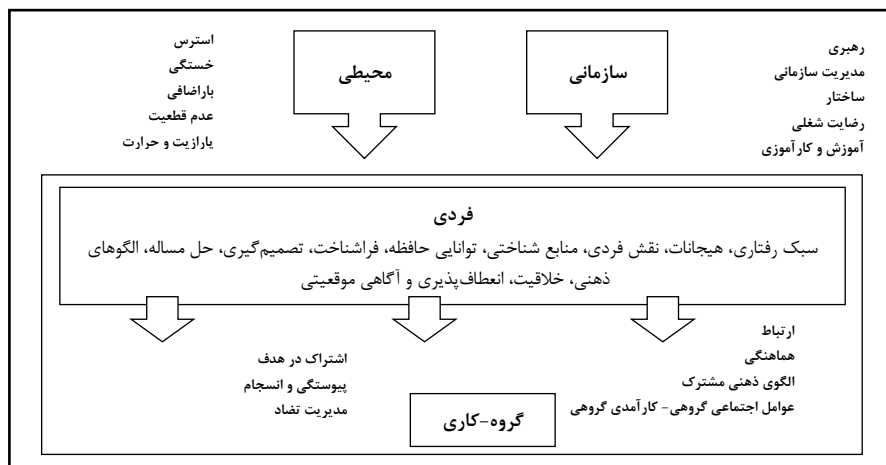 رهبری
مدیریت سازمانی
ساختار
رضایت شغلی
آموزش و کارآموزی
سازمانی
محیطی
استرس
خستگی
باراضافی
عدم قطعیت
پارازیت و حرارت
فردی
سبک رفتاری، هیجانات، نقش فردی، منابع شناختی، توانایی حافظه، فراشناخت، تصمیم‌گیری، حل مساله، الگوهای
ذهنی، خلاقیت، انعطاف‌پذیری و آگاهی موقعیتی
ارتباط
هماهنگی
الگوی ذهنی مشترک
عوامل اجتماعی گروهی- کارآمدی گروهی
اشتراک در هدف
پیوستگی و انسجام
مدیریت تضاد
گروه-کاری